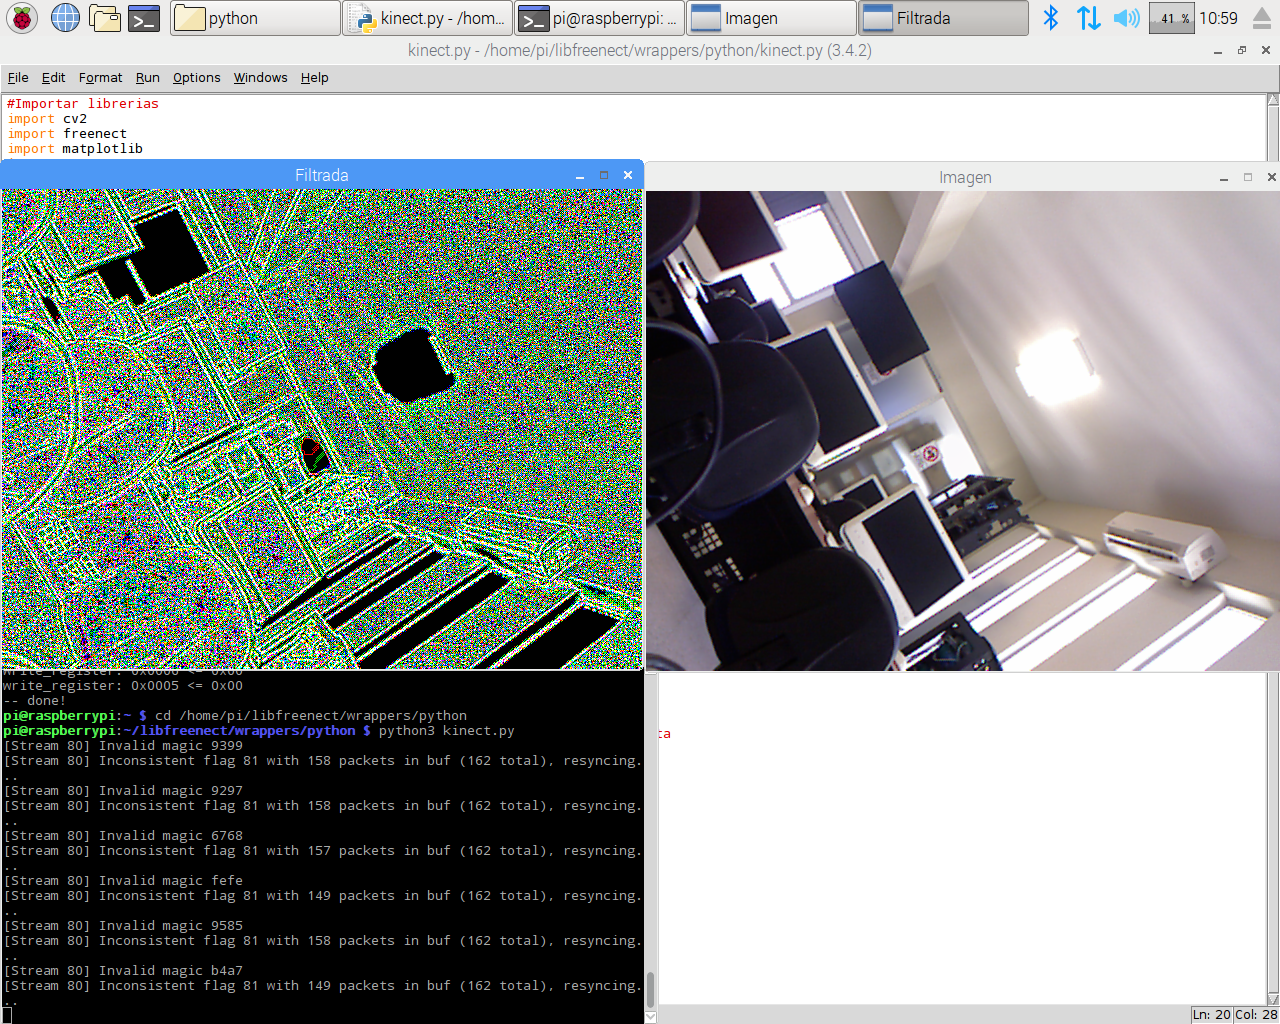 python
kinect.py - /hom...
pi@raspberrypi: ...
Imagen
Filtrada
41 %
10:59
kinect.py - /home/pi/libfreenect/wrappers/python/kinect.py (3.4.2)
File Edit Format Run Options Windows Help
#Importar librerias
import cv2
import freenect
import matplotlib
Filtrada
Imagen
write_register: 0x0006 <= 0x00
write_register: 0x0005 <= 0x00
-- done!
pi@raspberrypi:~ $ cd /home/pi/libfreenect/wrappers/python
pi@raspberrypi:~/libfreenect/wrappers/python $ python3 kinect.py
[Stream 80] Invalid magic 9399
[Stream 80] Inconsistent flag 81 with 158 packets in buf (162 total), resyncing.
..
[Stream 80] Invalid magic 9297
[Stream 80] Inconsistent flag 81 with 158 packets in buf (162 total), resyncing.
..
[Stream 80] Invalid magic 6768
[Stream 80] Inconsistent flag 81 with 157 packets in buf (162 total), resyncing.
..
[Stream 80] Invalid magic fefe
[Stream 80] Inconsistent flag 81 with 149 packets in buf (162 total), resyncing.
..
[Stream 80] Invalid magic 9585
[Stream 80] Inconsistent flag 81 with 158 packets in buf (162 total), resyncing.
..
[Stream 80] Invalid magic b4a7
[Stream 80] Inconsistent flag 81 with 149 packets in buf (162 total), resyncing.
..
ta
Ln: 20 Col: 28